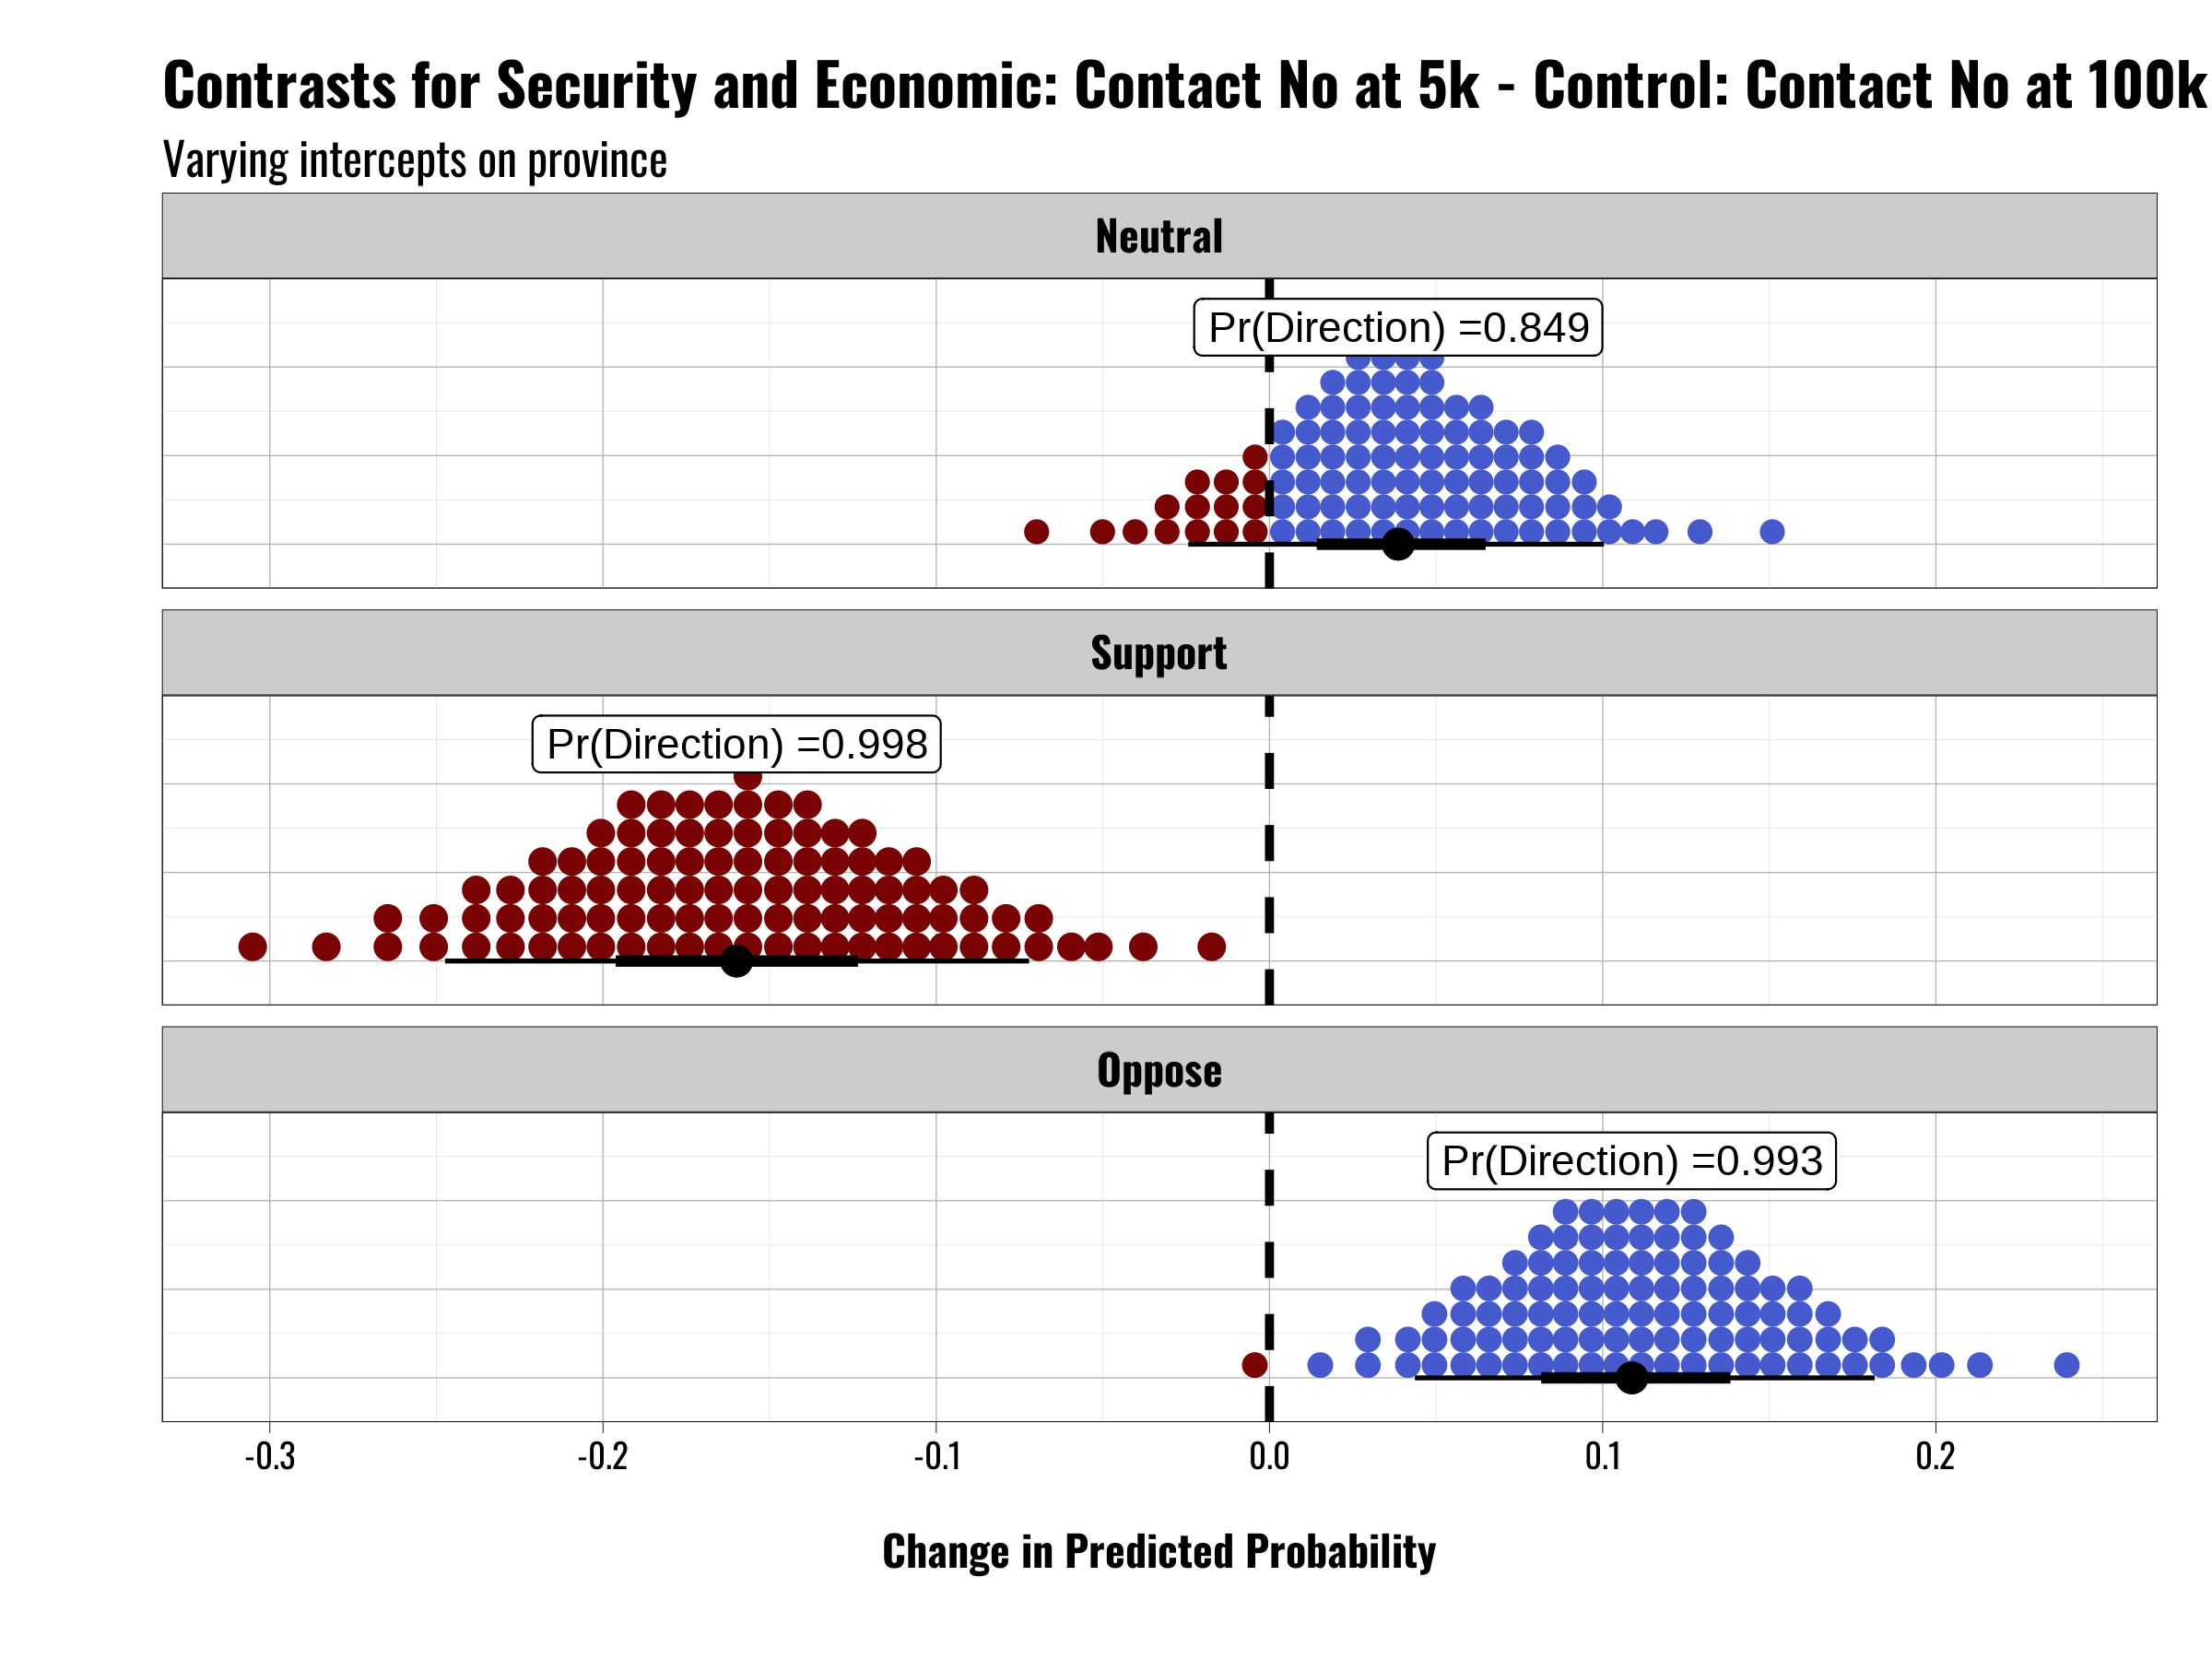 Contrasts for Security and Economic: Contact No at 5k - Control: Contact No at 100k
Varying intercepts on province
Neutral
Pr(Direction) =0.849
Support
Pr(Direction) =0.998
Oppose
Pr(Direction) =0.993
-0.3 -0.2 -0.1 0.0 0.1 0.2
Change in Predicted Probability